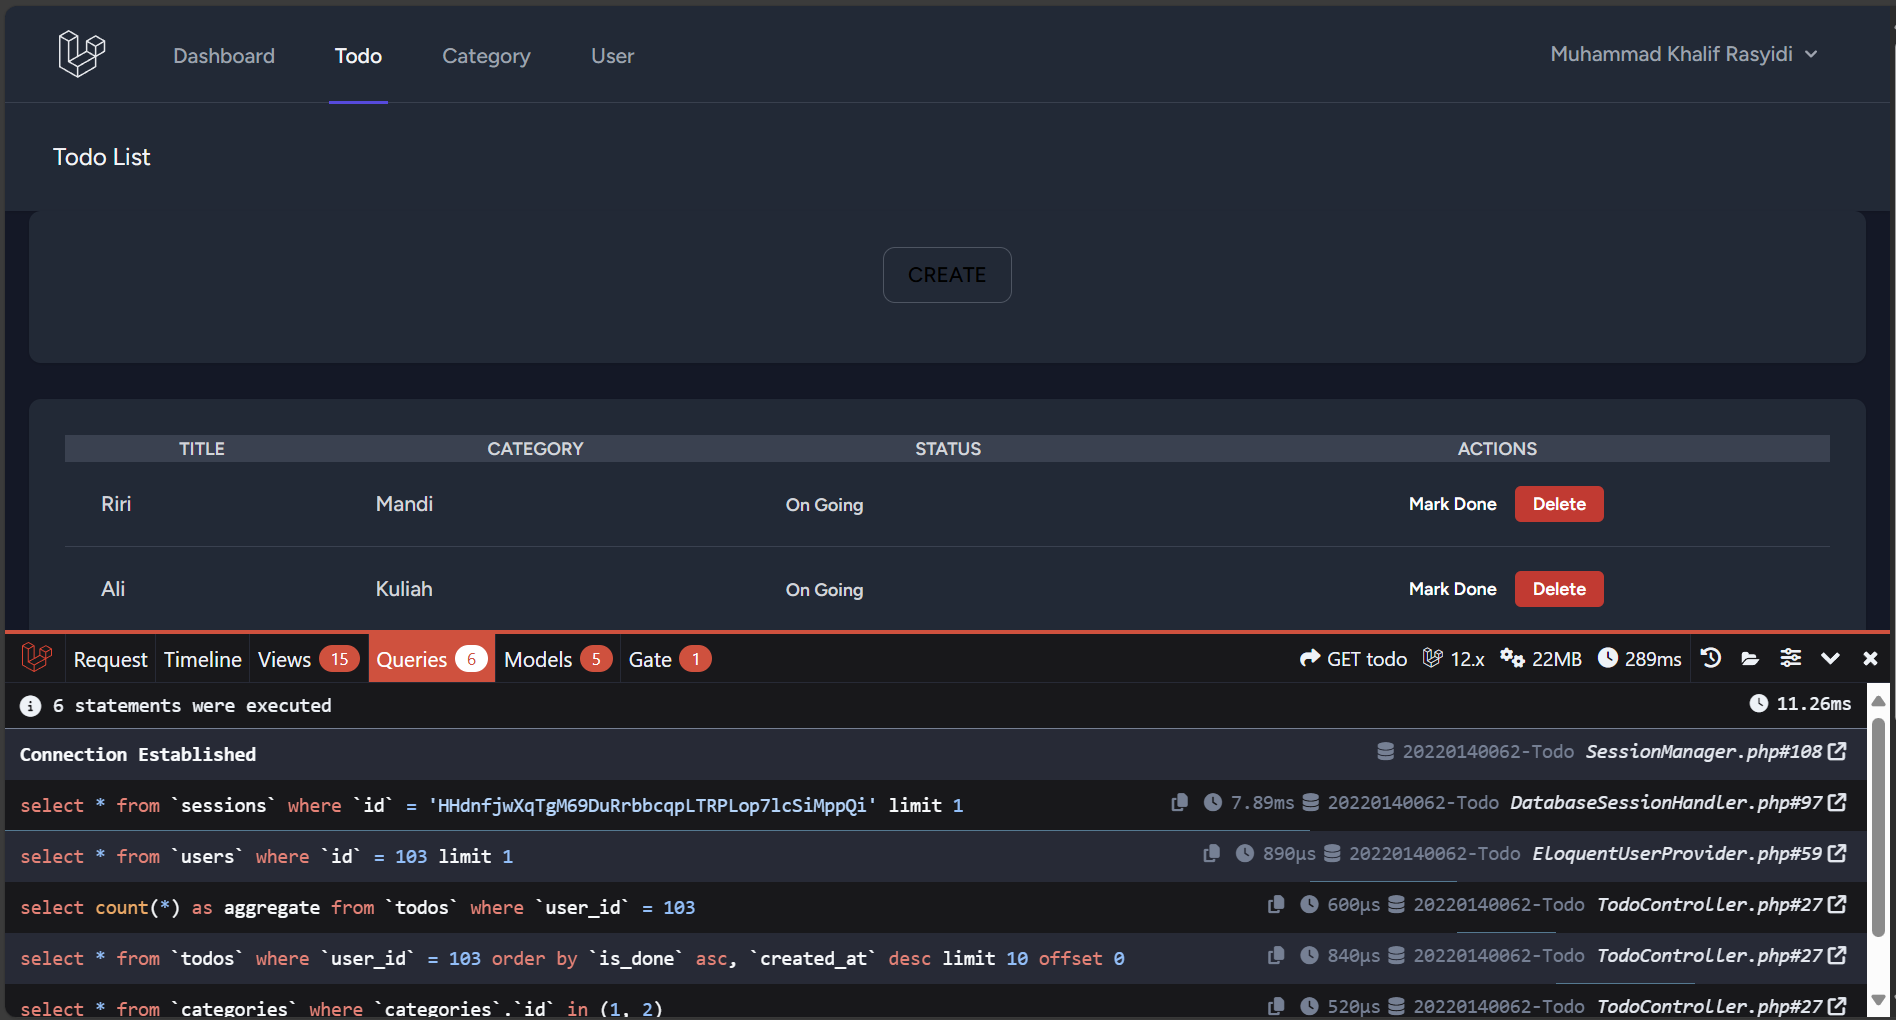 Dashboard Todo Category User Muhammad Khalif Rasyidi
Todo List
CREATE
TITLE CATEGORY STATUS ACTIONS
Riri Mandi On Going Mark Done Delete
Ali Kuliah On Going Mark Done Delete
Request Timeline Views 15 Queries 6 Models 5 Gate 1 GET todo 12.x 22MB 289ms
6 statements were executed 11.26ms
Connection Established 20220140062-Todo SessionManager.php#108
select * from `sessions` where `id` = 'HHdnfjwXqTgM69DuRrbbcqpLTRPLop7lcSiMppQi' limit 1 7.89ms 20220140062-Todo DatabaseSessionHandler.php#97
select * from `users` where `id` = 103 limit 1 890μs 20220140062-Todo EloquentUserProvider.php#59
select count(*) as aggregate from `todos` where `user_id` = 103 600μs 20220140062-Todo TodoController.php#27
select * from `todos` where `user_id` = 103 order by `is_done` asc, `created_at` desc limit 10 offset 0 840μs 20220140062-Todo TodoController.php#27
select * from `categories` where `categories`.`id` in (1, 2) 520μs 20220140062-Todo TodoController.php#27